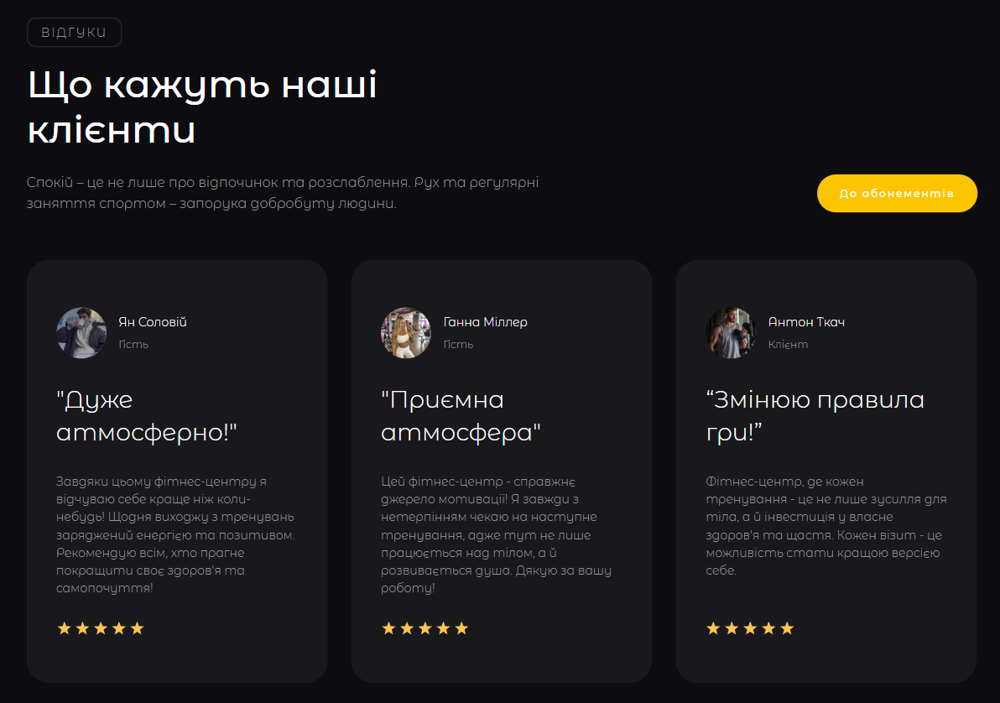 ВІДГУКИ
Що кажуть наші
клієнти
Спокій – це не лише про відпочинок та розслаблення. Рух та регулярні
заняття спортом – запорука добробуту людини.
До абонементів
Ян Соловій
Гість
"Дуже
атмосферно!"
Завдяки цьому фітнес-центру я
відчуваю себе краще ніж коли-
небудь! Щодня виходжу з тренувань
заряджений енергією та позитивом.
Рекомендую всім, хто прагне
покращити своє здоров'я та
самопочуття!
Ганна Міллер
Гість
"Приємна
атмосфера"
Цей фітнес-центр - справжнє
джерело мотивації! Я завжди з
нетерпінням чекаю на наступне
тренування, адже тут не лише
працюється над тілом, а й
розвивається душа. Дякую за вашу
роботу!
Антон Ткач
Клієнт
“Змінюю правила
гри!”
Фітнес-центр, де кожен
тренування - це не лише зусилля для
тіла, а й інвестиція у власне
здоров'я та щастя. Кожен візит - це
можливість стати кращою версією
себе.